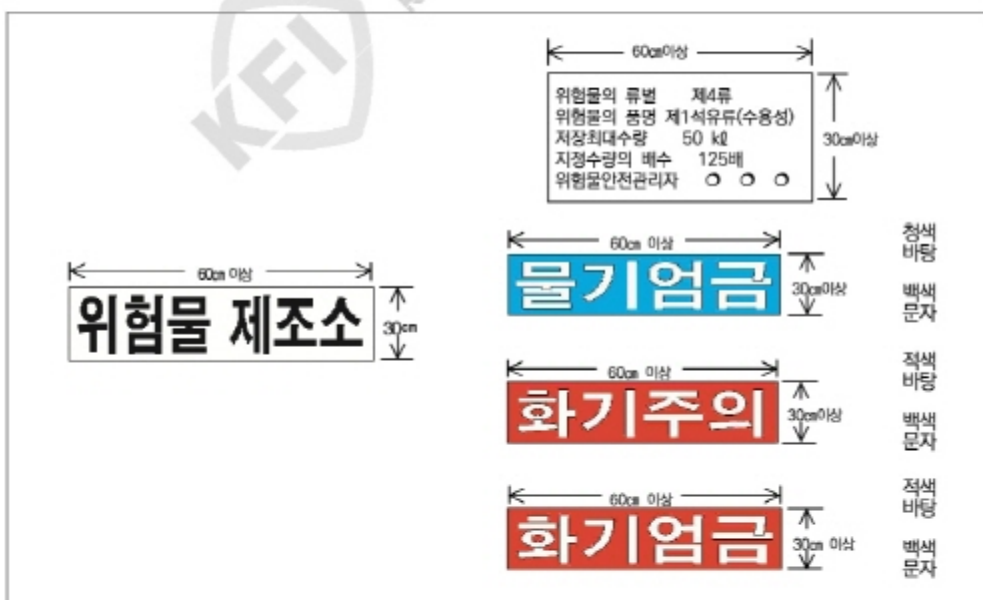 KFI
60㎝이상
위험물의 류별 제4류
위험물의 품명 제1석유류(수용성)
저장최대수량 50 ㎘
지정수량의 배수 125배
위험물안전관리자 ○ ○ ○
30㎝이상
60㎝ 이상
위험물 제조소
30㎝
60㎝ 이상
물기엄금
30㎝이상
청색
바탕
백색
문자
60㎝ 이상
화기주의
30㎝이상
적색
바탕
백색
문자
60㎝ 이상
화기엄금
30㎝ 이상
적색
바탕
백색
문자